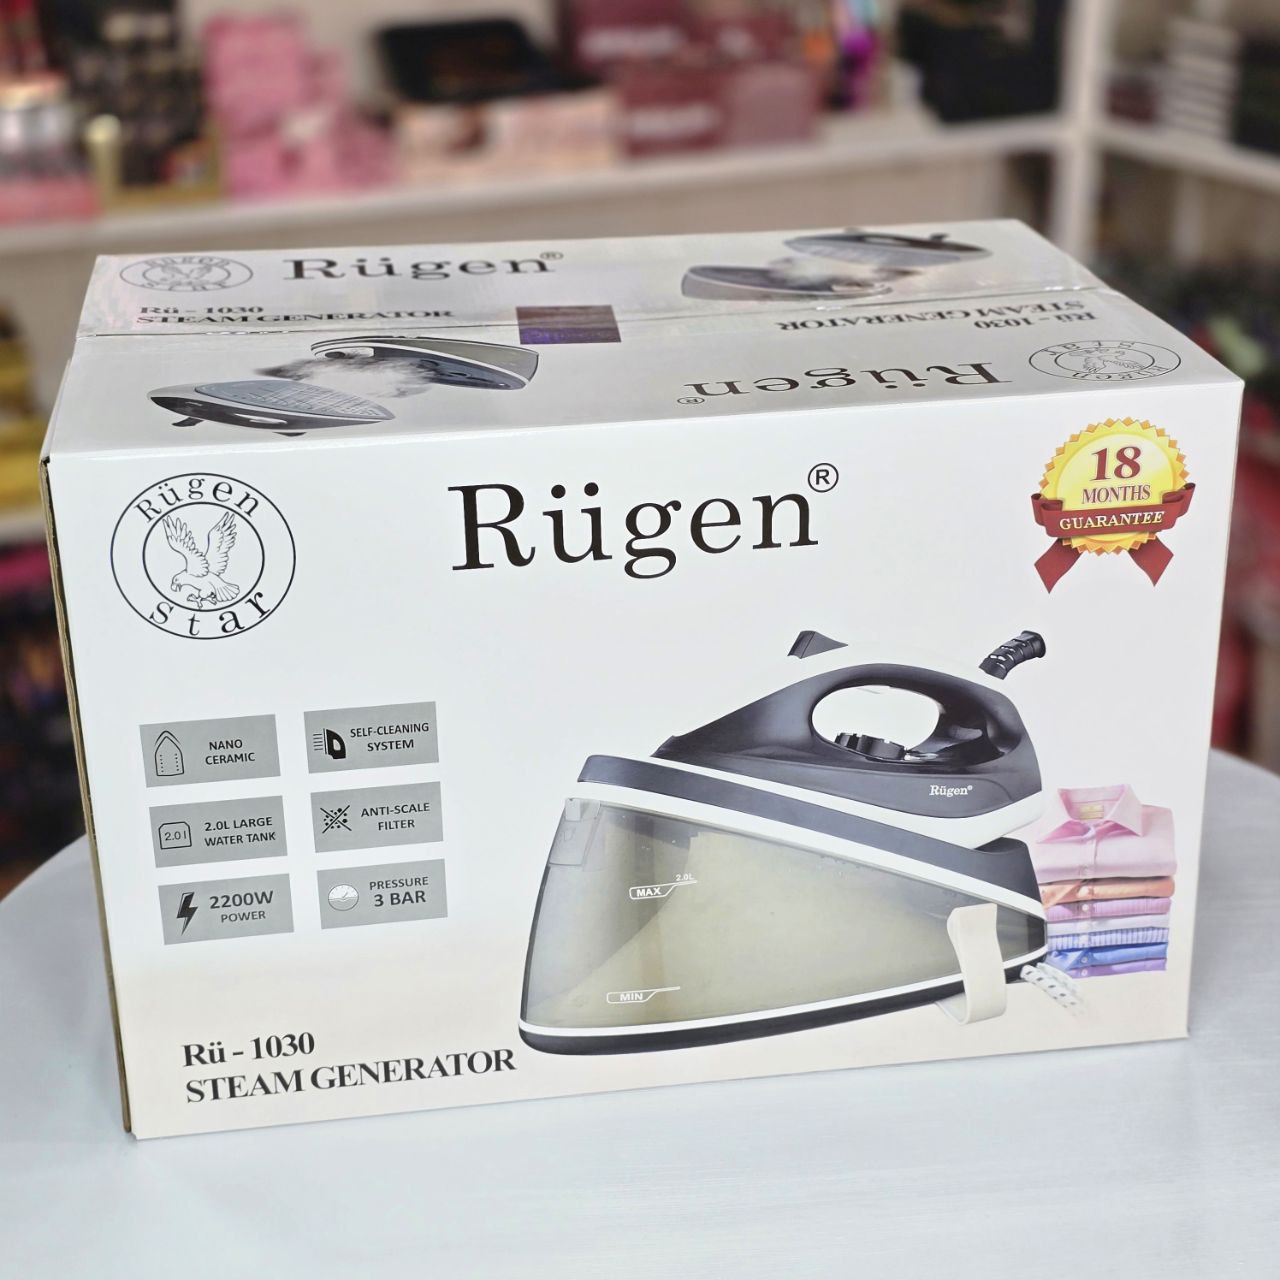 Rügen®
Rü - 1030
STEAM GENERATOR
Rü - 1030
STEAM GENERATOR
Rügen®
Rügen
Star
Rügen®
18
MONTHS
GUARANTEE
NANO
CERAMIC
SELF-CLEANING
SYSTEM
2.0 l
2.0L LARGE
WATER TANK
ANTI-SCALE
FILTER
2200W
POWER
PRESSURE
3 BAR
Rügen®
2.0L
MAX
MIN
Rü - 1030
STEAM GENERATOR